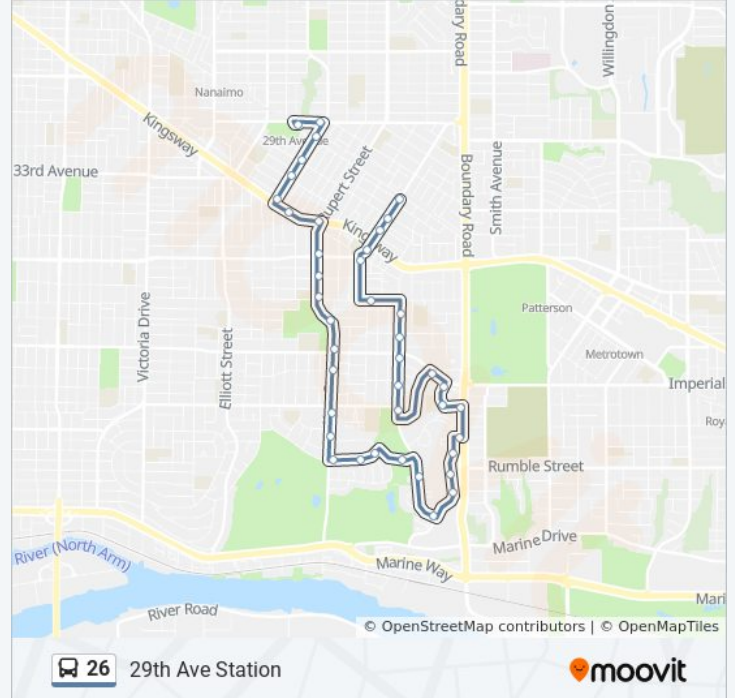 dary Road
Willingdon
Nanaimo
Kingsway
29th Avenue
33rd Avenue
Rupert Street
Boundary Road
Smith Avenue
Kingsway
Victoria Drive
Elliott Street
Patterson
Metrotown
Imperial
Roy
Rumble Street
Marine Drive
River (North Arm)
Marine Way
Mari
River Road
© OpenStreetMap contributors | © OpenMapTiles
26 29th Ave Station
moovit